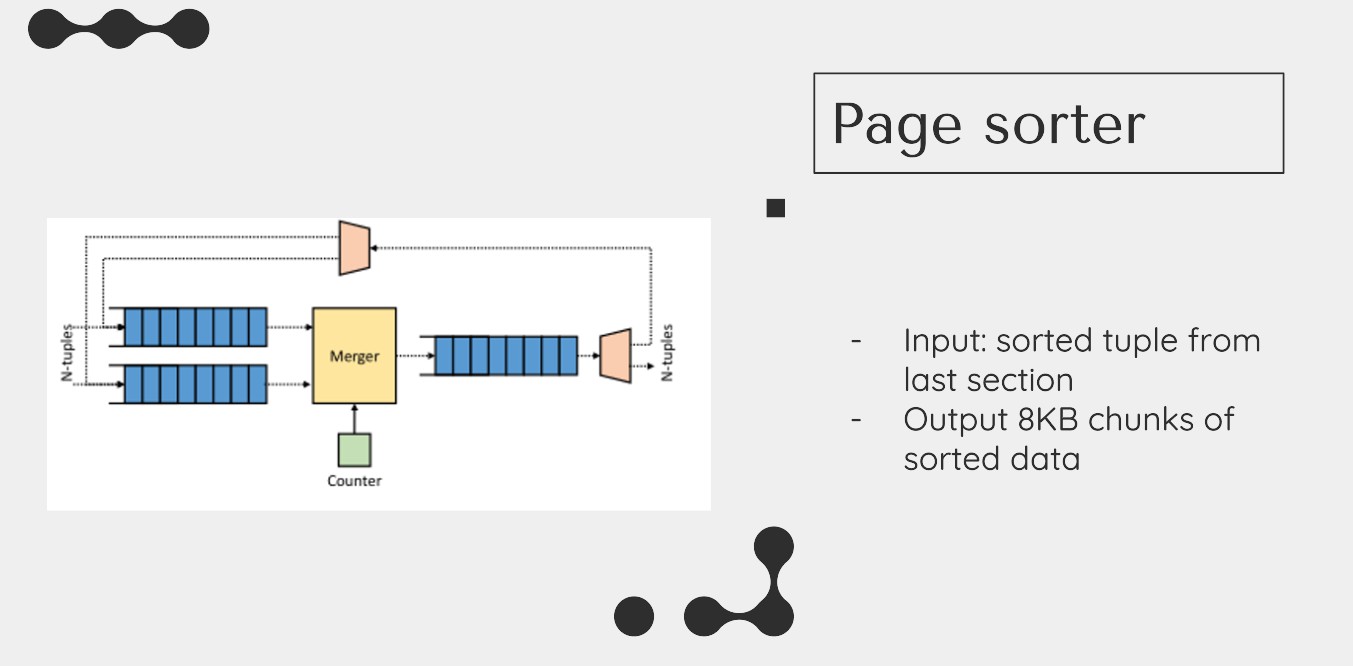 Page sorter
N-tuples
Merger
N-tuples
Counter
- Input: sorted tuple from
last section
- Output 8KB chunks of
sorted data